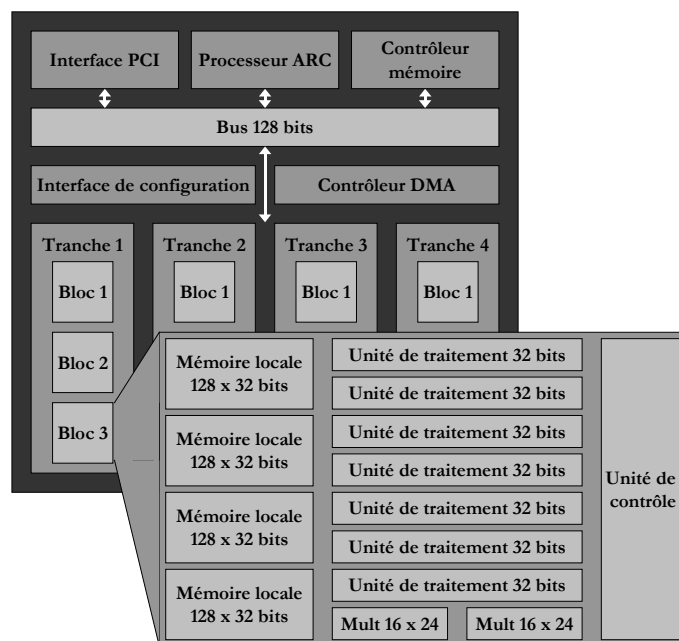 Interface PCI
Processeur ARC
Contrôleur
mémoire
Bus 128 bits
Interface de configuration
Contrôleur DMA
Tranche 1
Tranche 2
Tranche 3
Tranche 4
Bloc 1
Bloc 1
Bloc 1
Bloc 1
Bloc 2
Bloc 3
Mémoire locale
128 x 32 bits
Mémoire locale
128 x 32 bits
Mémoire locale
128 x 32 bits
Mémoire locale
128 x 32 bits
Unité de traitement 32 bits
Unité de traitement 32 bits
Unité de traitement 32 bits
Unité de traitement 32 bits
Unité de traitement 32 bits
Unité de traitement 32 bits
Unité de traitement 32 bits
Mult 16 x 24
Mult 16 x 24
Unité de
contrôle